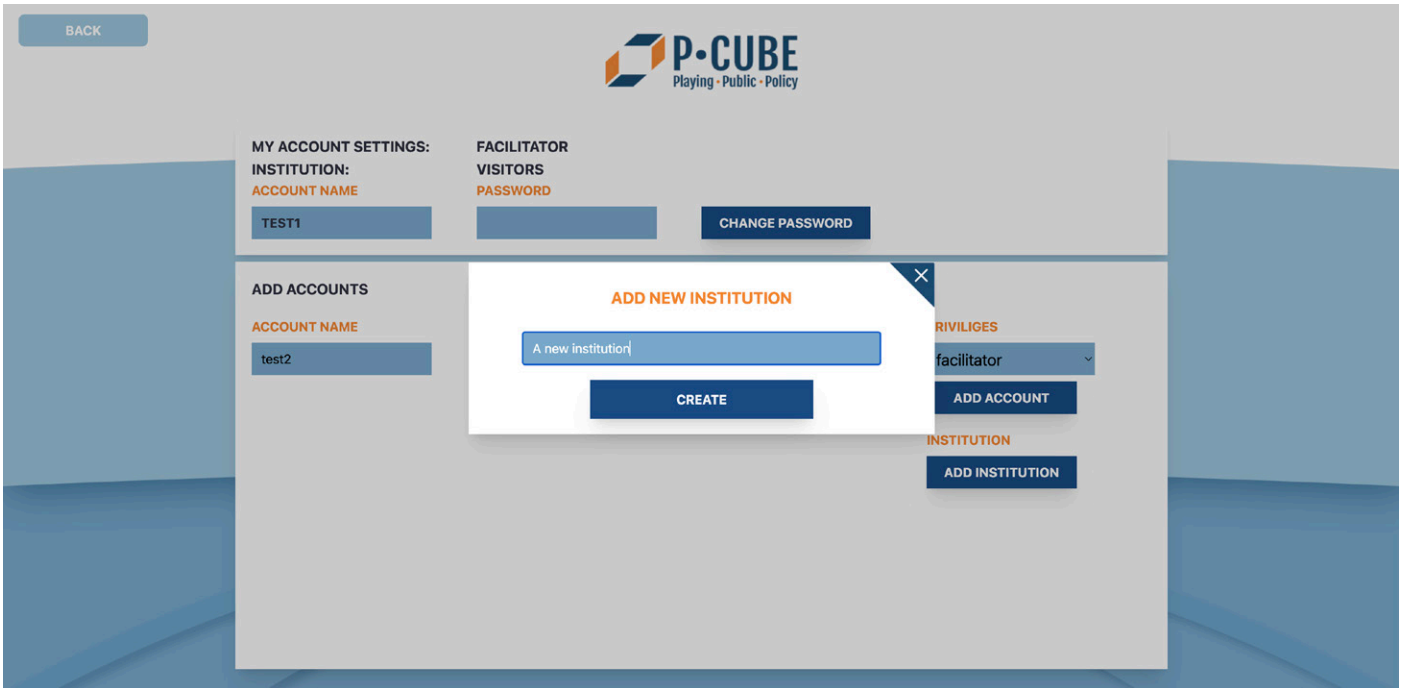 BACK
P•CUBE
Playing • Public • Policy
MY ACCOUNT SETTINGS: FACILITATOR
INSTITUTION: VISITORS
ACCOUNT NAME PASSWORD
TEST1 CHANGE PASSWORD
ADD ACCOUNTS
ADD NEW INSTITUTION
ACCOUNT NAME RIVILIGES
A new institution
test2 facilitator
CREATE ADD ACCOUNT
INSTITUTION
ADD INSTITUTION